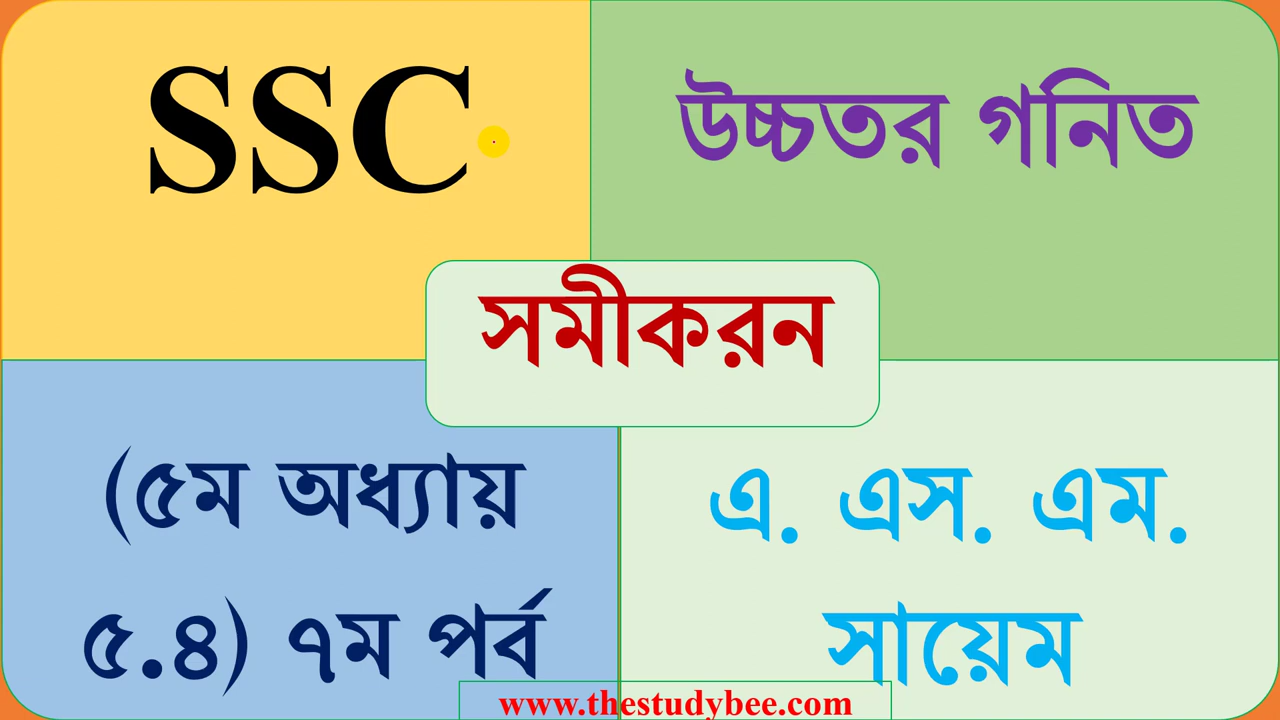 SSC
উচ্চতর গনিত
সমীকরন
(৫ম অধ্যায়
৫.৪) ৭ম পর্ব
এ. এস. এম.
সায়েম
www.thestudybee.com